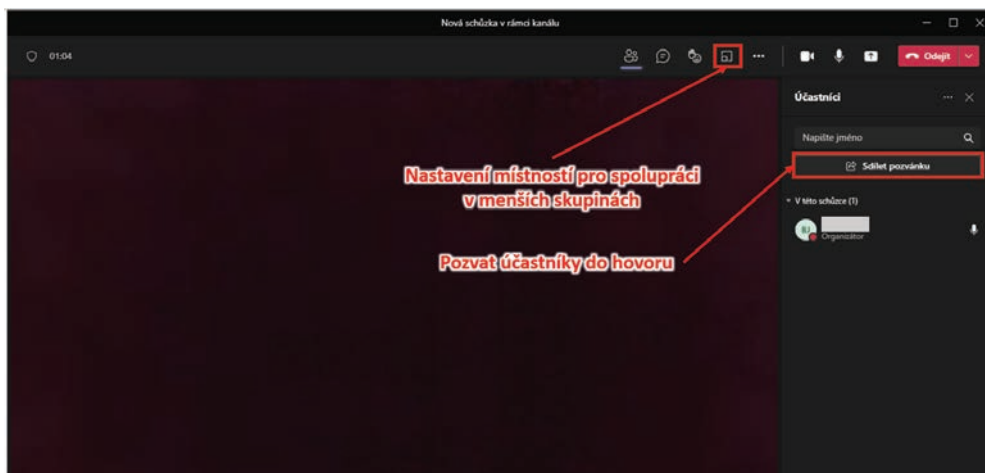 Nová schůzka v rámci kanálu
01:04
Odejít
Účastníci
Napište jméno
Sdílet pozvánku
Nastavení místností pro spolupráci
v menších skupinách
V této schůzce (1)
Organizátor
Pozvat účastníky do hovoru